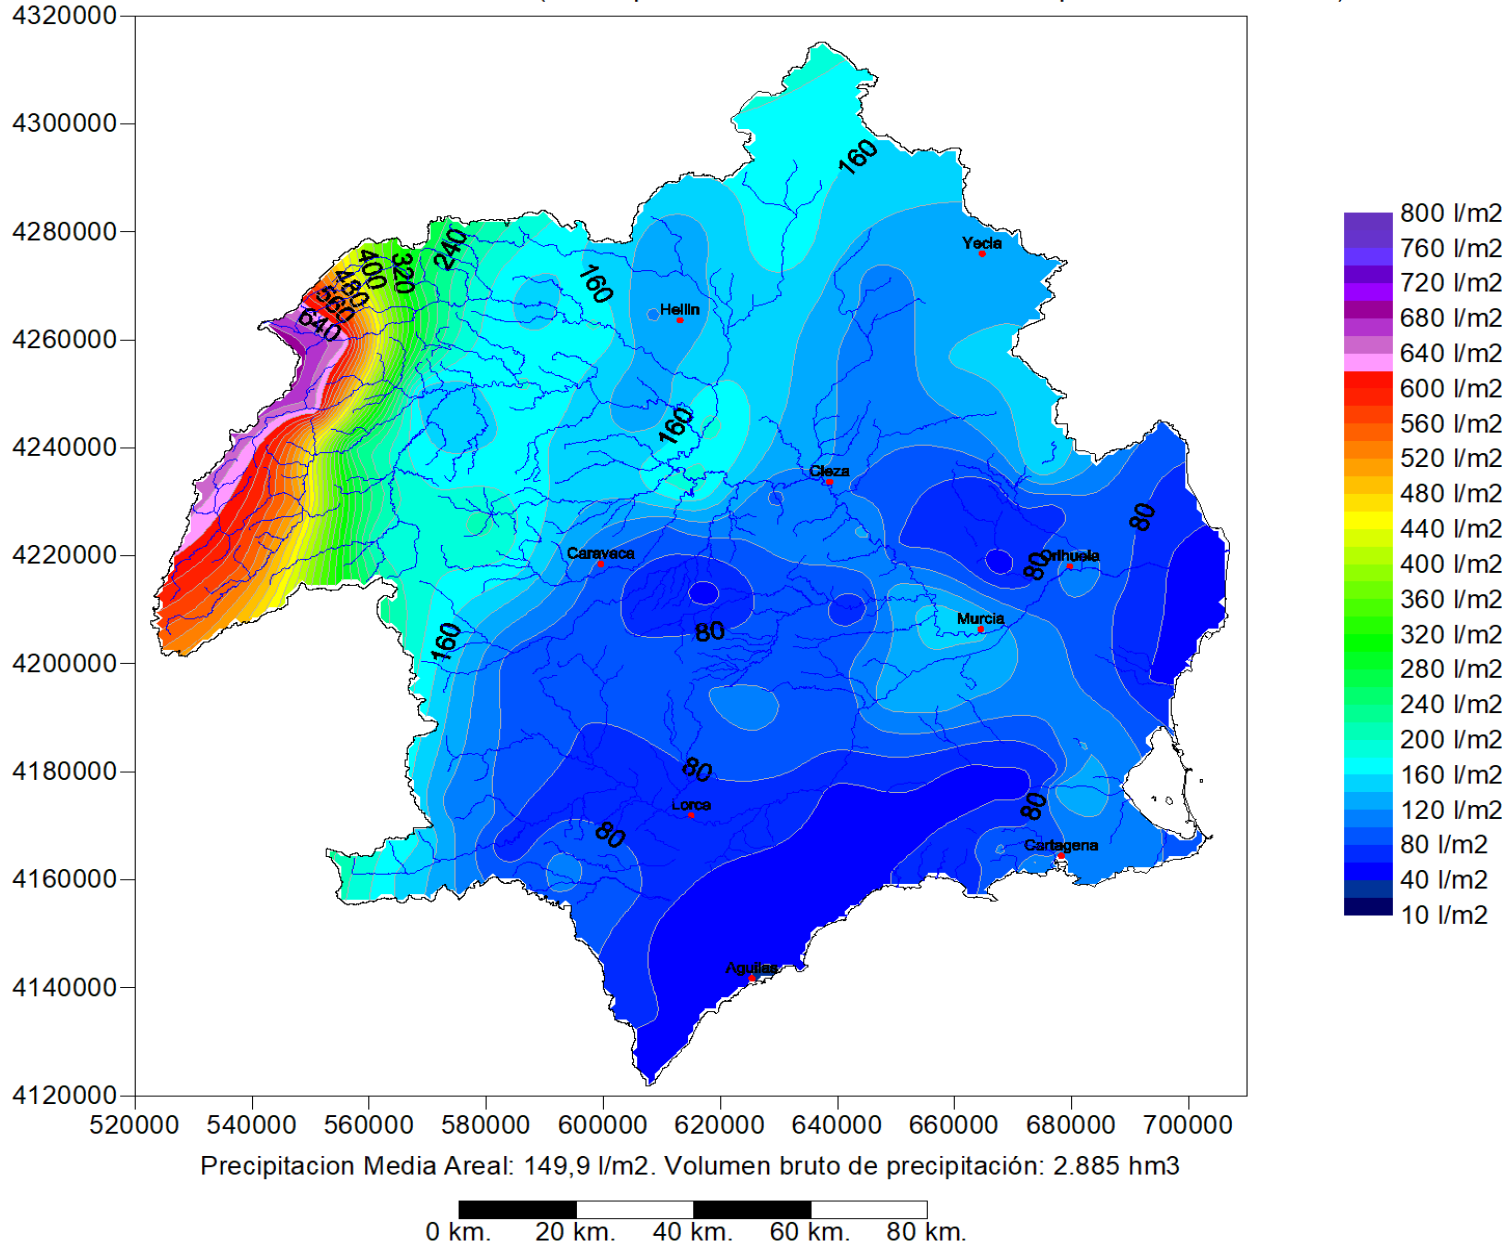 4320000
4300000
4280000
4260000
4240000
4220000
4200000
4180000
4160000
4140000
4120000
520000 540000 560000 580000 600000 620000 640000 660000 680000 700000
160
240
320
400
480
560
640
160
Yecla
Hellin
160
Cieza
80
Caravaca
80
Orihuela
80
Murcia
160
80
Lorca
80
80
Cartagena
Aguilas
800 l/m2
760 l/m2
720 l/m2
680 l/m2
640 l/m2
600 l/m2
560 l/m2
520 l/m2
480 l/m2
440 l/m2
400 l/m2
360 l/m2
320 l/m2
280 l/m2
240 l/m2
200 l/m2
160 l/m2
120 l/m2
80 l/m2
40 l/m2
10 l/m2
Precipitacion Media Areal: 149,9 l/m2. Volumen bruto de precipitación: 2.885 hm3
0 km. 20 km. 40 km. 60 km. 80 km.